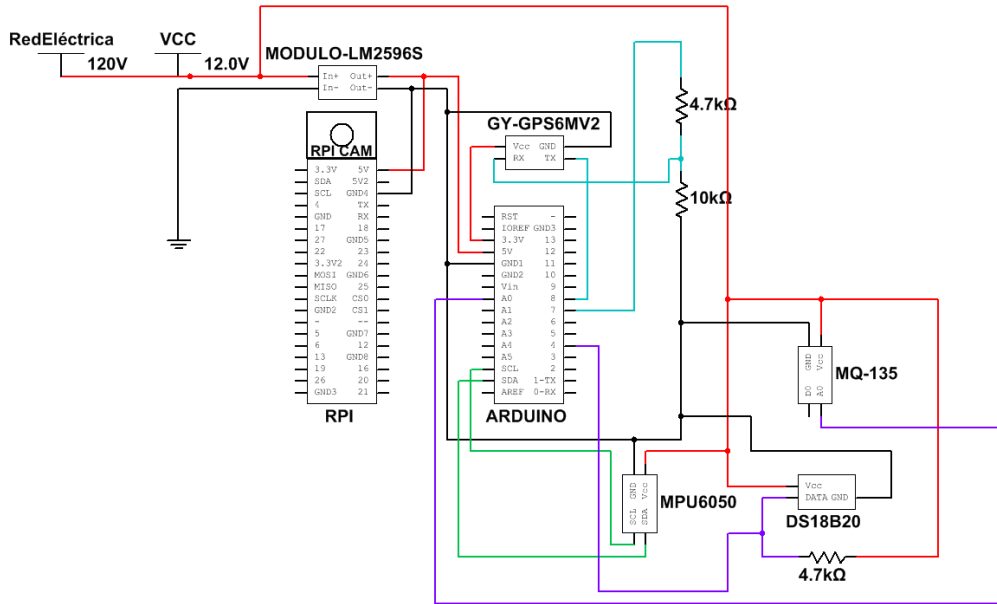 RedEléctrica
120V
VCC
12.0V
MODULO-LM2596S
In+ Out+
In- Out-
RPI CAM
3.3V 5V
SDA 5V2
SCL GND4
4 TX
GND RX
17 18
27 GND5
22 23
3.3V2 24
MOS1 GND6
MISO 25
SCLK CS0
GND2 CS1
- --
5 GND7
6 12
13 GND8
19 16
26 20
GND3 21
RPI
GY-GPS6MV2
Vcc GND
RX TX
RST -
IOREF GND3
3.3V 13
5V 12
GND1 11
GND2 10
Vin 9
A0 8
A1 7
A2 6
A3 5
A4 4
A5 3
SCL 2
SDA 1-TX
AREF 0-RX
ARDUINO
4.7kΩ
10kΩ
GND Vcc
D0 A0
MQ-135
GND Vcc
SCL SDA
MPU6050
Vcc
DATA GND
DS18B20
4.7kΩ